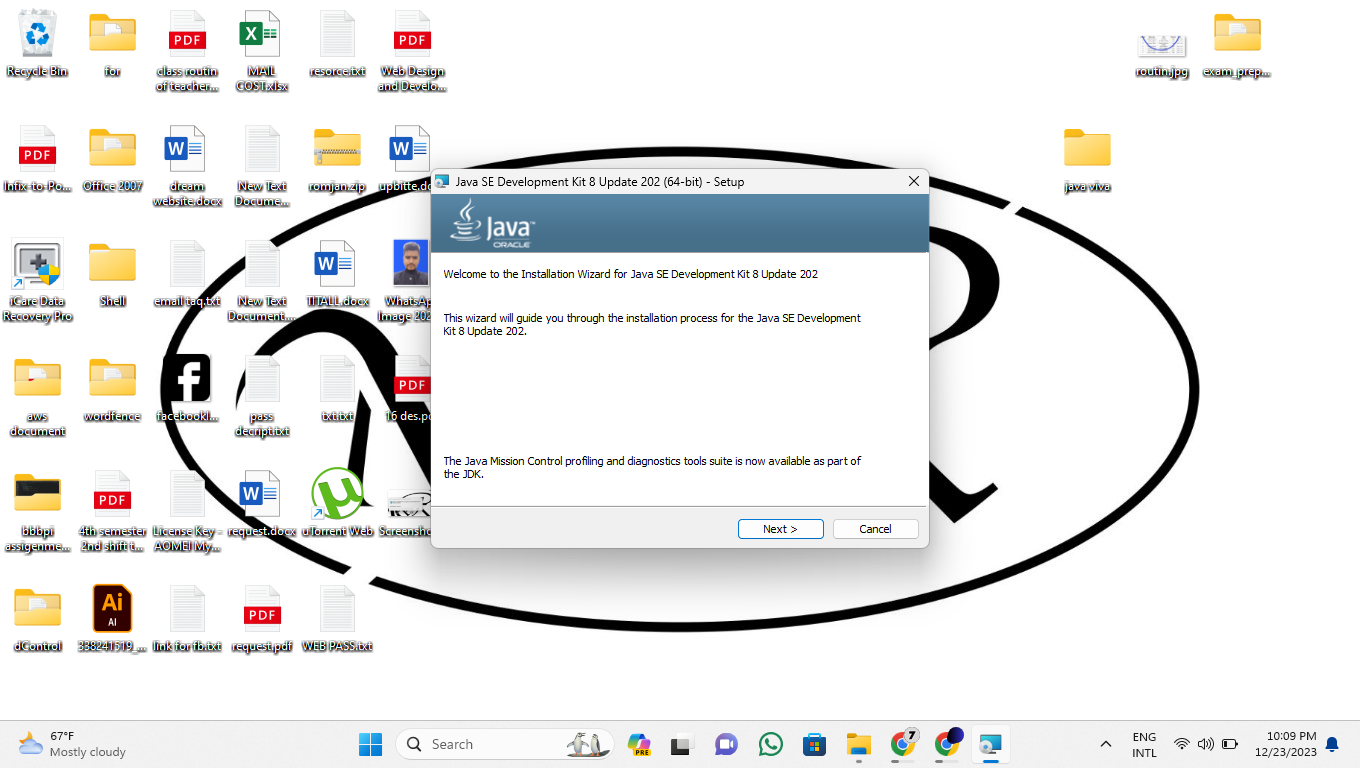 Recycle Bin
for
class routin
of teacher...
MAIL
COST.xlsx
resorce.txt
Web Design
and Develo...
routin.jpg
exam_prep...
Infix-to-Po...
Office 2007
dream
website.docx
New Text
Docume...
romjan.zip
upbitte.do
java viva
iCare Data
Recovery Pro
Shell
email taq.txt
New Text
Document....
TITALL.docx
WhatsAp
Image 202
aws
document
wordfence
facebookl...
pass
decript.txt
txt.txt
16 des.pd
bbbpi
assigenme...
4th semester
2nd shift t...
License Key -
AOMEI My...
request.docx
uTorrent Web
Screensho
dControl
338241519_...
link for fb.txt
request.pdf
WEB PASS.txt
PDF
X
PDF
PDF
W
W
W
PDF
PDF
W
Ai
AI
PDF
Java SE Development Kit 8 Update 202 (64-bit) - Setup
Java™
ORACLE
Welcome to the Installation Wizard for Java SE Development Kit 8 Update 202
This wizard will guide you through the installation process for the Java SE Development
Kit 8 Update 202.
The Java Mission Control profiling and diagnostics tools suite is now available as part of
the JDK.
Next >
Cancel
67°F
Mostly cloudy
Search
PRE
7
ENG
INTL
10:09 PM
12/23/2023